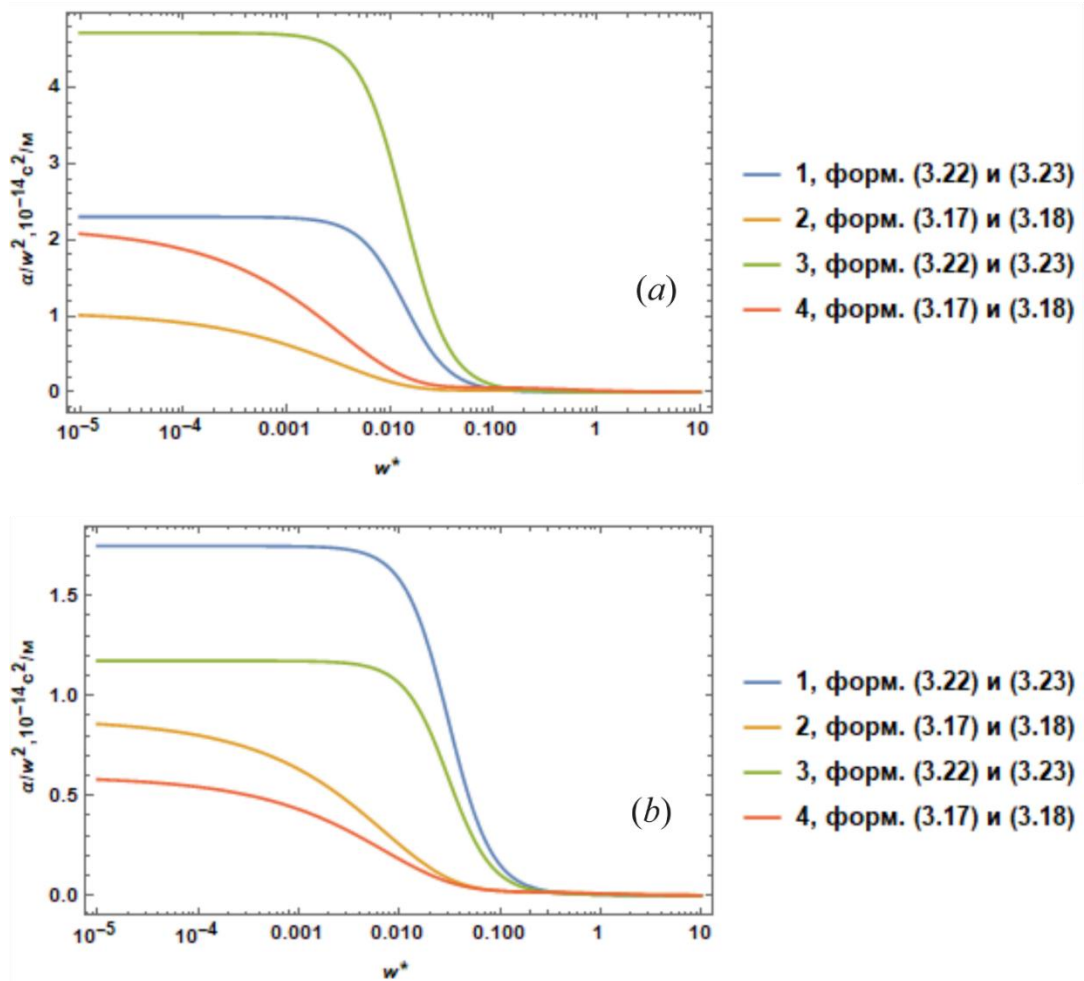 4
3
2
1
0
α/w², 10⁻¹⁴с²/м
(a)
10⁻⁵
10⁻⁴
0.001
0.010
0.100
1
10
w*
1, форм. (3.22) и (3.23)
2, форм. (3.17) и (3.18)
3, форм. (3.22) и (3.23)
4, форм. (3.17) и (3.18)
1.5
1.0
0.5
0.0
α/w², 10⁻¹⁴с²/м
(b)
10⁻⁵
10⁻⁴
0.001
0.010
0.100
1
10
w*
1, форм. (3.22) и (3.23)
2, форм. (3.17) и (3.18)
3, форм. (3.22) и (3.23)
4, форм. (3.17) и (3.18)